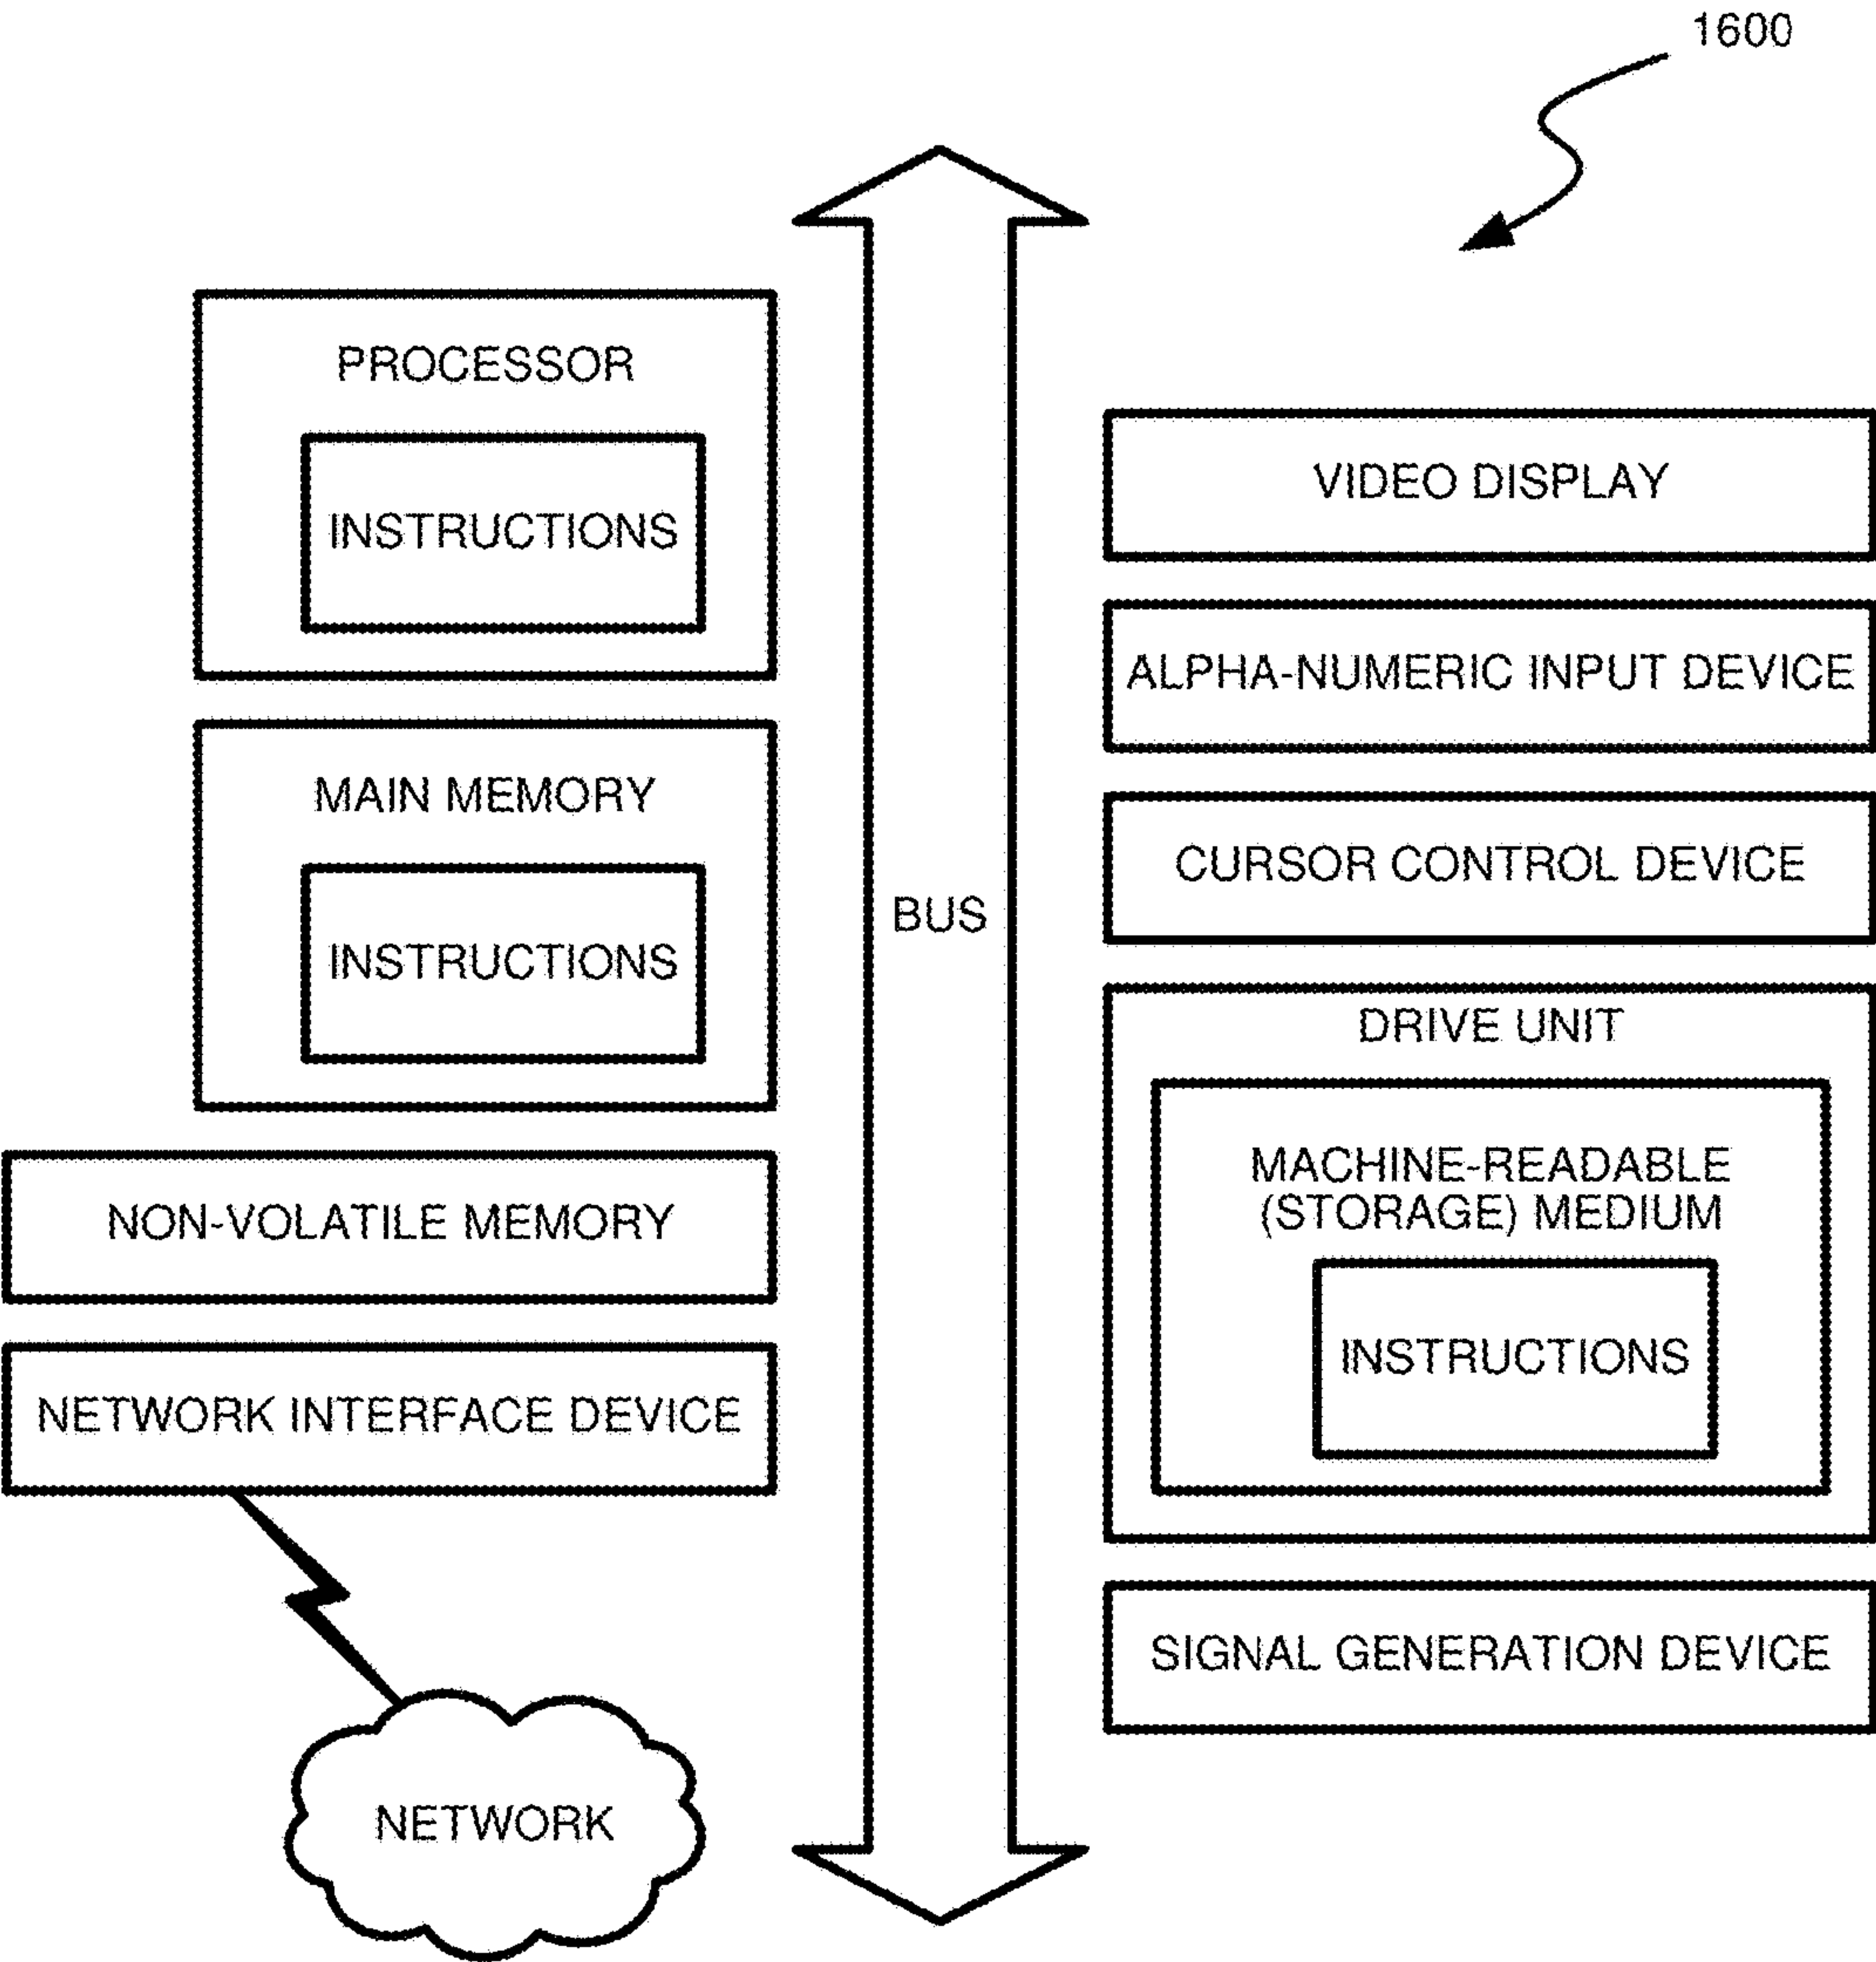 1600
PROCESSOR
INSTRUCTIONS
MAIN MEMORY
INSTRUCTIONS
NON-VOLATILE MEMORY
NETWORK INTERFACE DEVICE
NETWORK
BUS
VIDEO DISPLAY
ALPHA-NUMERIC INPUT DEVICE
CURSOR CONTROL DEVICE
DRIVE UNIT
MACHINE-READABLE
(STORAGE) MEDIUM
INSTRUCTIONS
SIGNAL GENERATION DEVICE